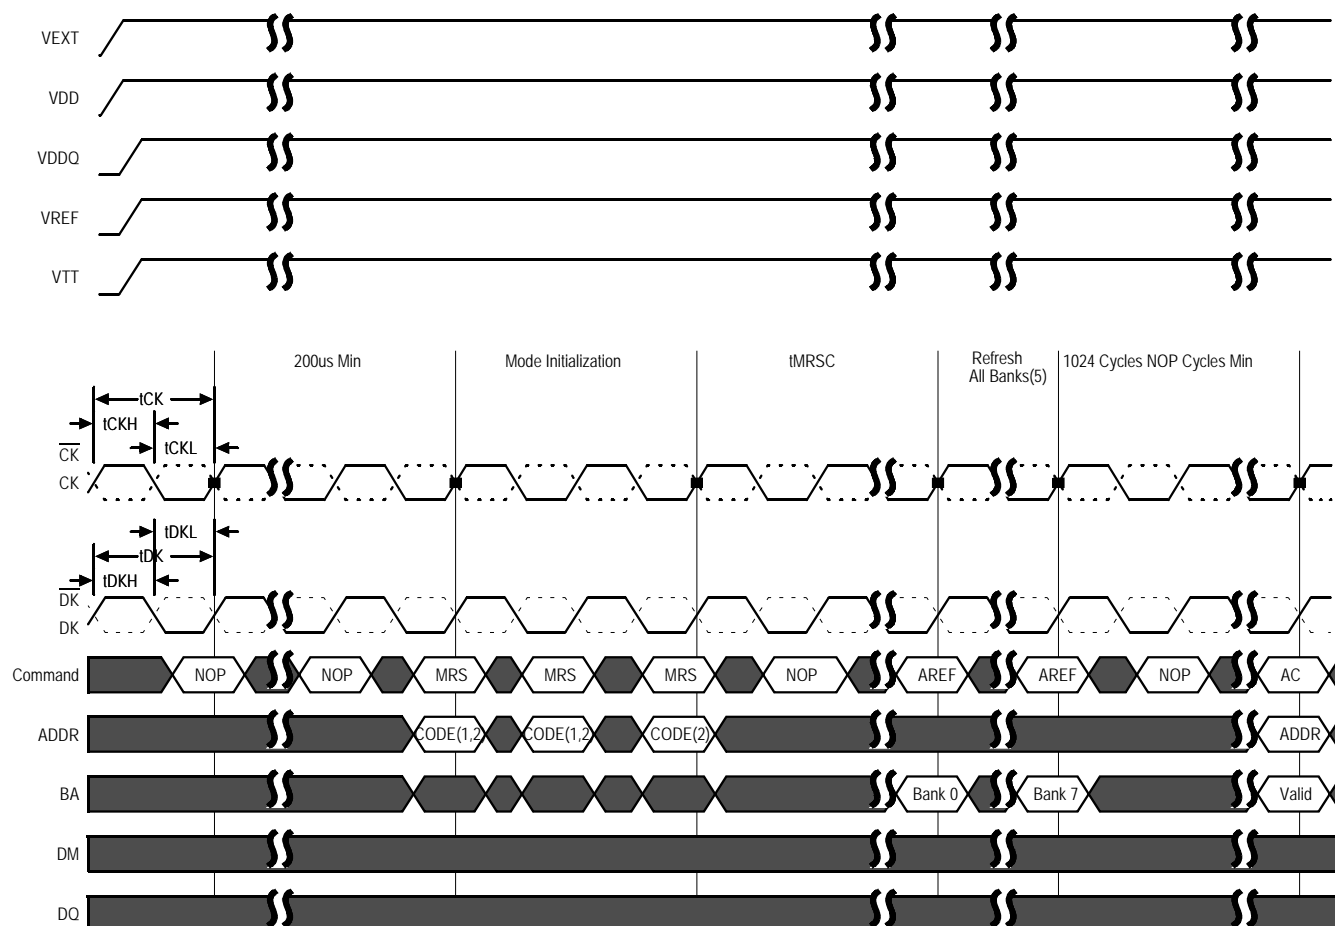 VEXT
VDD
VDDQ
VREF
VTT
200us Min
Mode Initialization
tMRSC
Refresh
All Banks(5)
1024 Cycles NOP Cycles Min
tCK
tCKH
tCKL
CK
CK
tDKL
tDK
tDKH
DK
DK
Command NOP NOP MRS MRS MRS NOP AREF AREF NOP AC
ADDR CODE(1,2) CODE(1,2) CODE(2) ADDR
BA Bank 0 Bank 7 Valid
DM
DQ